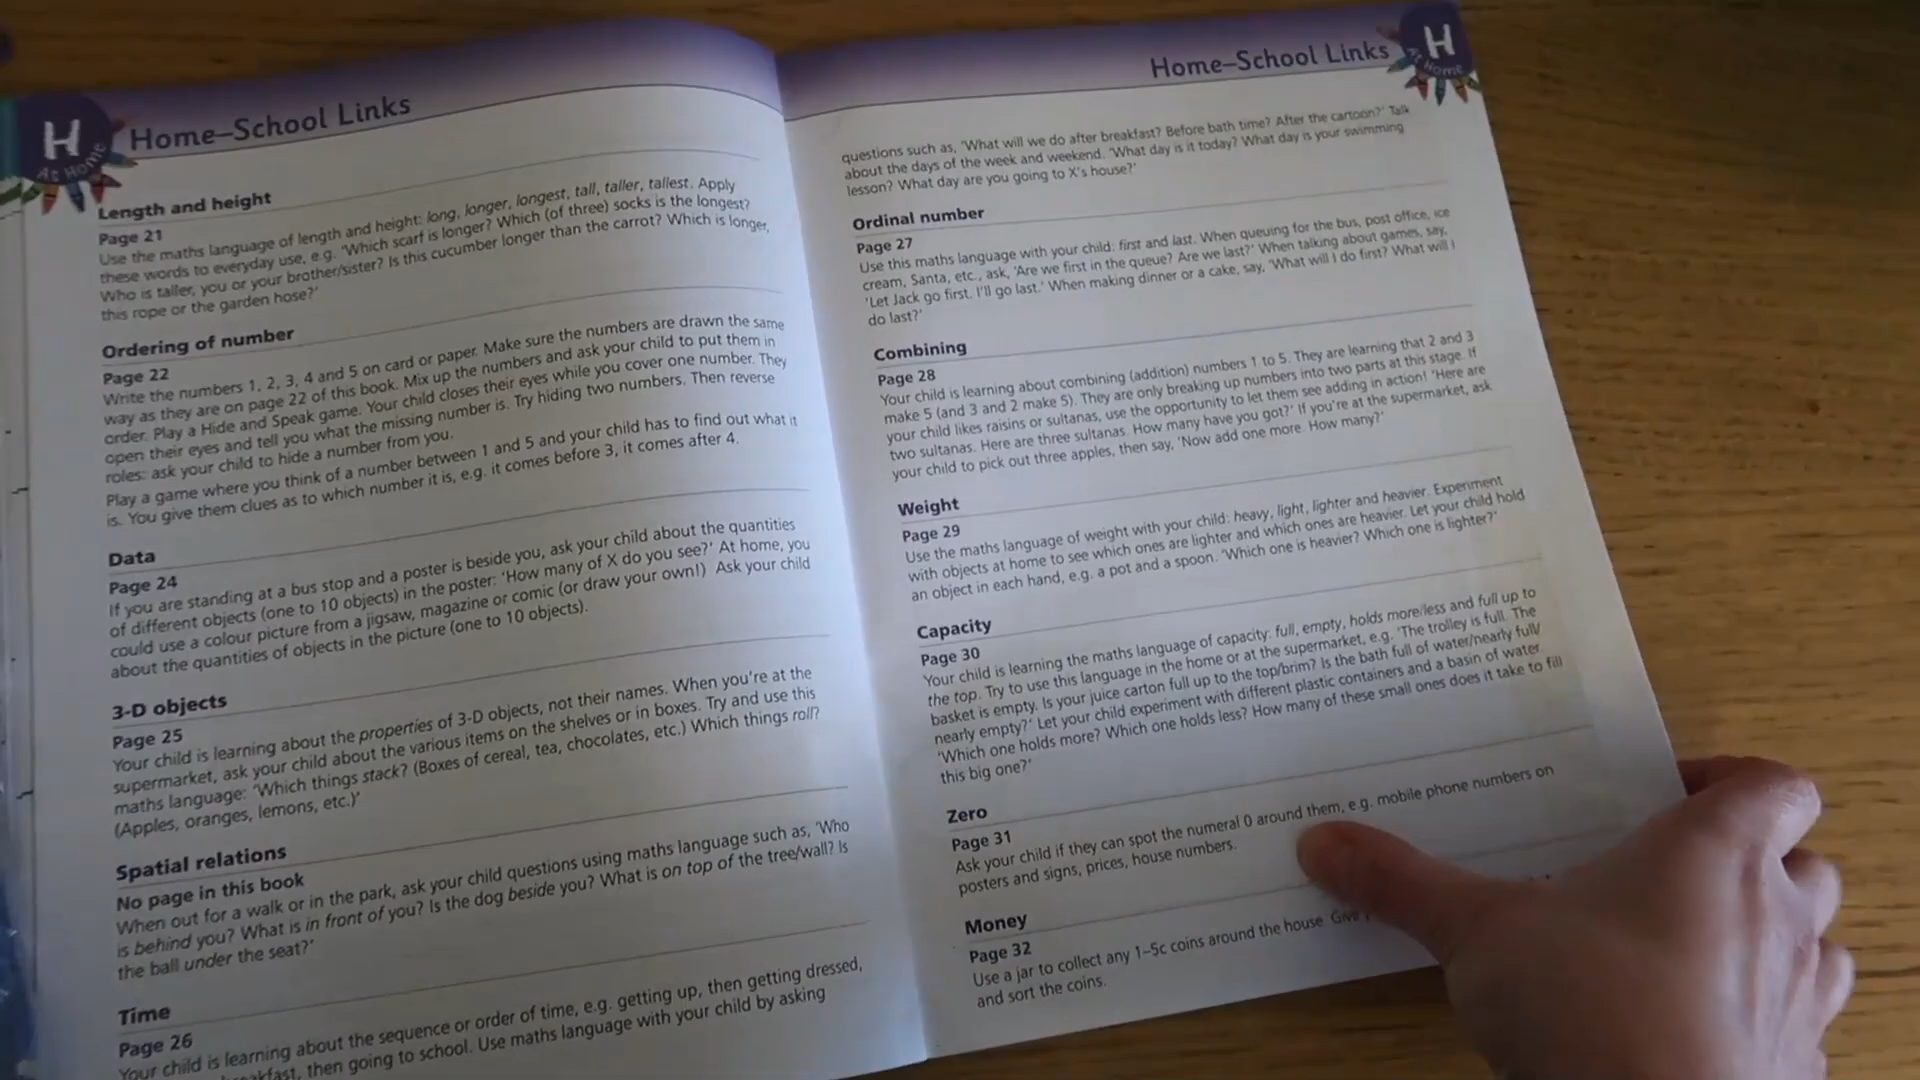 H
At Home
Home–School Links
Length and height
Page 21
Use the maths language of length and height: long, longer, longest, tall, taller, tallest. Apply
these words to everyday use, e.g. 'Which scarf is longer? Which (of three) socks is the longest?
Who is taller, you or your brother/sister? Is this cucumber longer than the carrot? Which is longer,
this rope or the garden hose?'
Ordering of number
Page 22
Write the numbers 1, 2, 3, 4 and 5 on card or paper. Make sure the numbers are drawn the same
way as they are on page 22 of this book. Mix up the numbers and ask your child to put them in
order. Play a Hide and Speak game. Your child closes their eyes while you cover one number. They
open their eyes and tell you what the missing number is. Try hiding two numbers. Then reverse
roles: ask your child to hide a number from you.
Play a game where you think of a number between 1 and 5 and your child has to find out what it
is. You give them clues as to which number it is, e.g. it comes before 3, it comes after 4.
Data
Page 24
If you are standing at a bus stop and a poster is beside you, ask your child about the quantities
of different objects (one to 10 objects) in the poster: 'How many of X do you see?' At home, you
could use a colour picture from a jigsaw, magazine or comic (or draw your own!) Ask your child
about the quantities of objects in the picture (one to 10 objects).
3-D objects
Page 25
Your child is learning about the properties of 3-D objects, not their names. When you're at the
supermarket, ask your child about the various items on the shelves or in boxes. Try and use this
maths language: 'Which things stack? (Boxes of cereal, tea, chocolates, etc.) Which things roll?
(Apples, oranges, lemons, etc.)'
Spatial relations
No page in this book
When out for a walk or in the park, ask your child questions using maths language such as, 'Who
is behind you? What is in front of you? Is the dog beside you? What is on top of the tree/wall? Is
the ball under the seat?'
Time
Page 26
Your child is learning about the sequence or order of time, e.g. getting up, then getting dressed,
then going to school. Use maths language with your child by asking
Home–School Links
H
At Home
questions such as, 'What will we do after breakfast? Before bath time? After the cartoon?' Talk
about the days of the week and weekend. 'What day is it today? What day is your swimming
lesson? What day are you going to X's house?'
Ordinal number
Page 27
Use this maths language with your child: first and last. When queuing for the bus, post office, ice
cream, Santa, etc., ask, 'Are we first in the queue? Are we last?' When talking about games, say,
'Let Jack go first. I'll go last.' When making dinner or a cake, say, 'What will I do first? What will I
do last?'
Combining
Page 28
Your child is learning about combining (addition) numbers 1 to 5. They are learning that 2 and 3
make 5 (and 3 and 2 make 5). They are only breaking up numbers into two parts at this stage. If
your child likes raisins or sultanas, use the opportunity to let them see adding in action! 'Here are
two sultanas. Here are three sultanas. How many have you got?' If you're at the supermarket, ask
your child to pick out three apples, then say, 'Now add one more. How many?'
Weight
Page 29
Use the maths language of weight with your child: heavy, light, lighter and heavier. Experiment
with objects at home to see which ones are lighter and which ones are heavier. Let your child hold
an object in each hand, e.g. a pot and a spoon. 'Which one is heavier? Which one is lighter?'
Capacity
Page 30
Your child is learning the maths language of capacity: full, empty, holds more/less and full up to
the top. Try to use this language in the home or at the supermarket, e.g. 'The trolley is full. The
basket is empty. Is your juice carton full up to the top/brim? Is the bath full of water/nearly full/
nearly empty?' Let your child experiment with different plastic containers and a basin of water.
'Which one holds more? Which one holds less? How many of these small ones does it take to fill
this big one?'
Zero
Page 31
Ask your child if they can spot the numeral 0 around them, e.g. mobile phone numbers on
posters and signs, prices, house numbers.
Money
Page 32
Use a jar to collect any 1–5c coins around the house
and sort the coins.